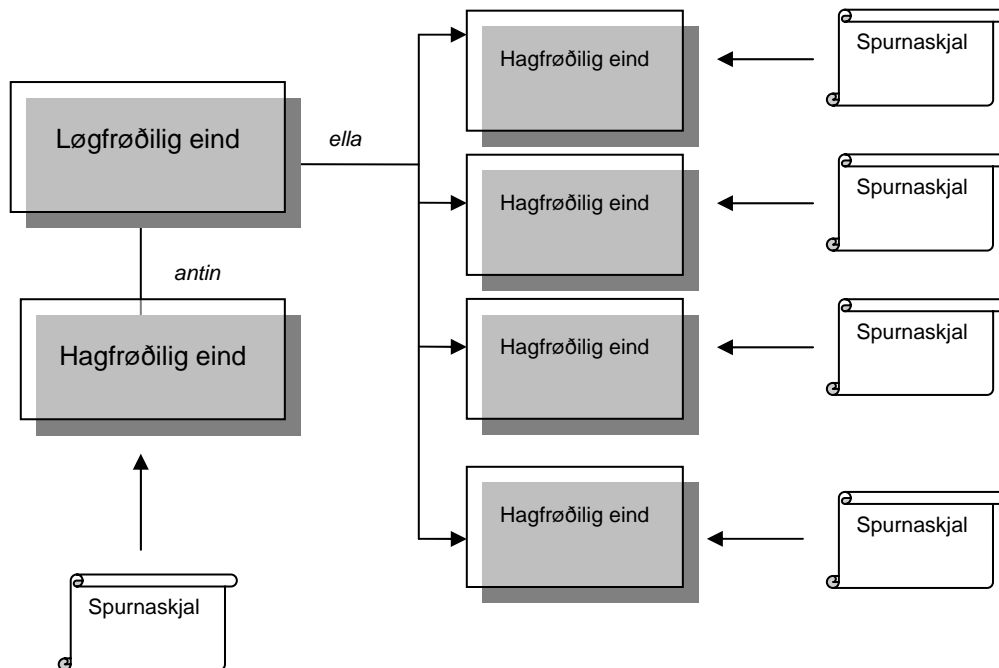 Løgfrøðilig eind
ella
antin
Hagfrøðilig eind
Spurnaskjal
Hagfrøðilig eind
Spurnaskjal
Hagfrøðilig eind
Spurnaskjal
Hagfrøðilig eind
Spurnaskjal
Hagfrøðilig eind
Spurnaskjal